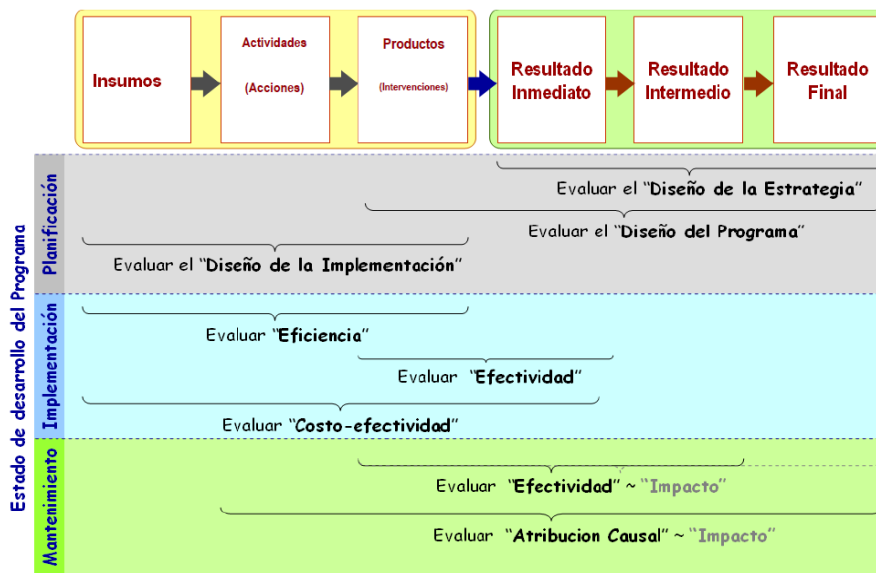 Insumos
Actividades
(Acciones)
Productos
(Intervenciones)
Resultado
Inmediato
Resultado
Intermedio
Resultado
Final
Estado de desarrollo del Programa
Planificación
Evaluar el “Diseño de la Estrategia”
Evaluar el “Diseño del Programa”
Evaluar el “Diseño de la Implementación”
Implementación
Evaluar “Eficiencia”
Evaluar “Efectividad”
Evaluar “Costo-efectividad”
Mantenimiento
Evaluar “Efectividad” ~ “Impacto”
Evaluar “Atribucion Causal” ~ “Impacto”